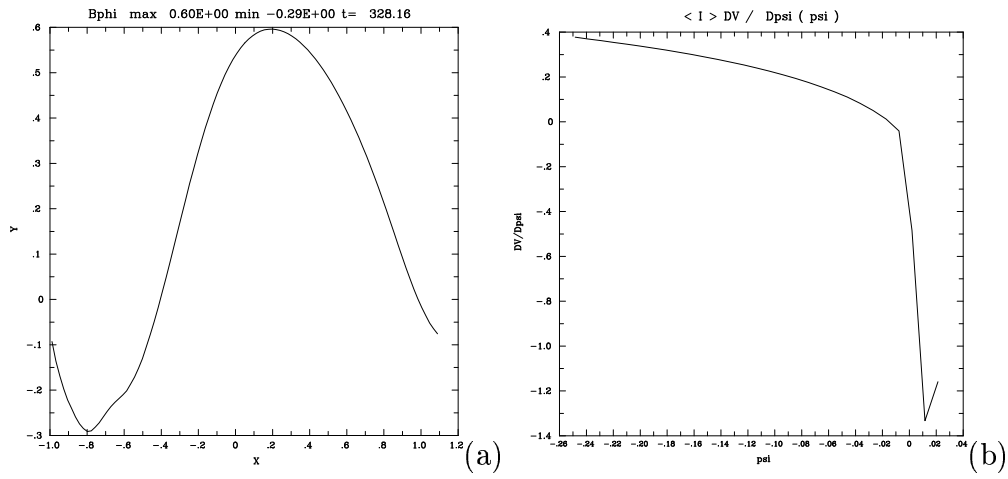 Bphi max 0.60E+00 min −0.29E+00 t= 328.16
.6
.5
.4
.3
.2
.1
0
−.1
−.2
−.3
Y
−1.0 −.8 −.6 −.4 −.2 0 .2 .4 .6 .8 1.0 1.2
X
(a)
< I > DV / Dpsi ( psi )
.4
.2
0
−.2
−.4
−.6
−.8
−1.0
−1.2
−1.4
DV/Dpsi
−.26 −.24 −.22 −.20 −.18 −.16 −.14 −.12 −.10 −.08 −.06 −.04 −.02 0 .02 .04
psi
(b)